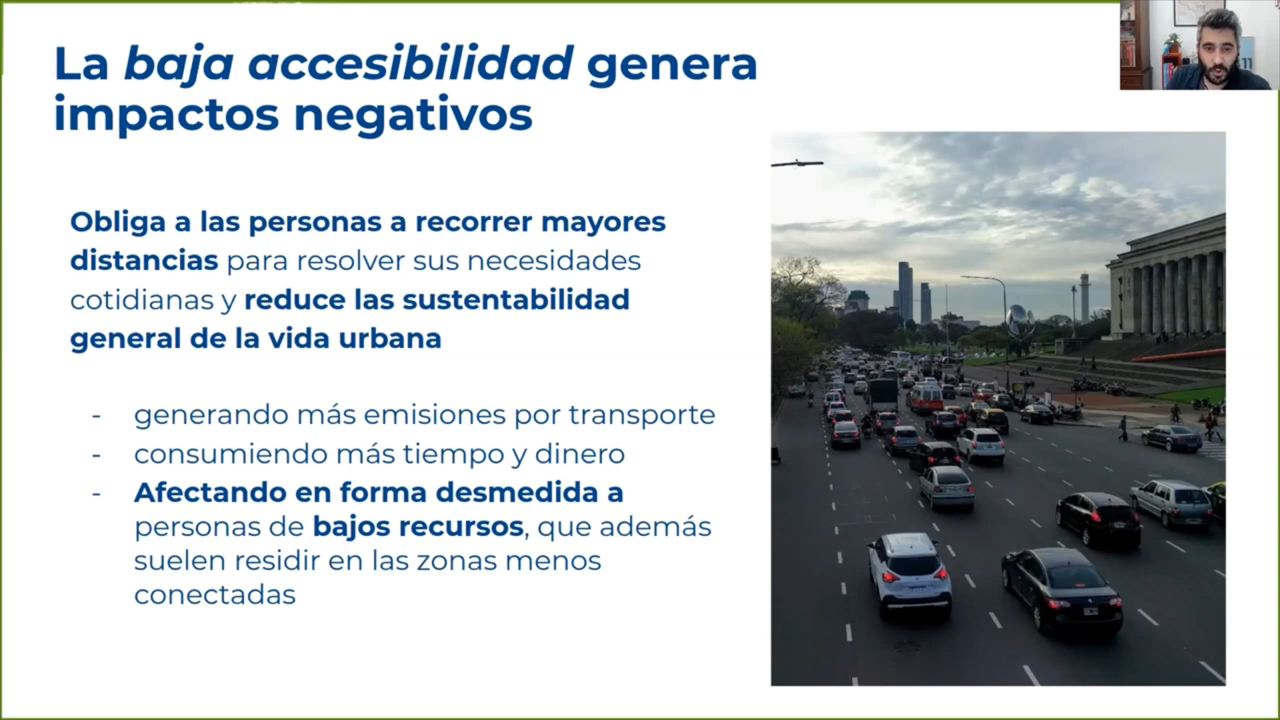 La baja accesibilidad genera
impactos negativos
Obliga a las personas a recorrer mayores
distancias para resolver sus necesidades
cotidianas y reduce las sustentabilidad
general de la vida urbana
- generando más emisiones por transporte
- consumiendo más tiempo y dinero
- Afectando en forma desmedida a
personas de bajos recursos, que además
suelen residir en las zonas menos
conectadas